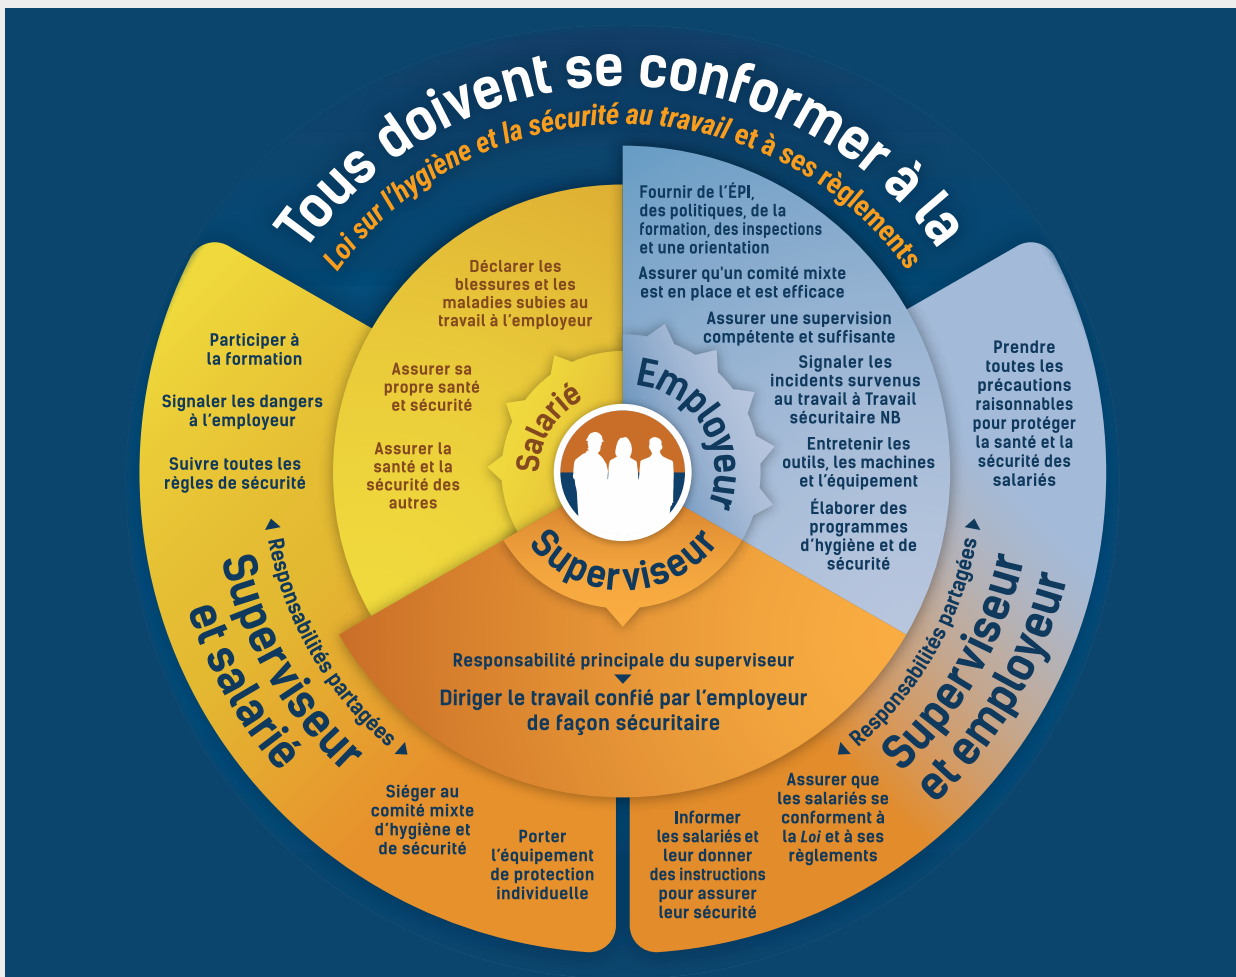 Tous doivent se conformer à la
Loi sur l'hygiène et la sécurité au travail et à ses règlements
Déclarer les
blessures et les
maladies subies au
travail à l'employeur
Assurer sa
propre santé
et sécurité
Assurer la
santé et la
sécurité des
autres
Salarié
Fournir de l'ÉPI,
des politiques, de la
formation, des inspections
et une orientation
Assurer qu'un comité mixte
est en place et est efficace
Assurer une supervision
compétente et suffisante
Signaler les
incidents survenus
au travail à Travail
sécuritaire NB
Entretenir les
outils, les machines
et l'équipement
Élaborer des
programmes
d'hygiène et de
sécurité
Employeur
Superviseur
Responsabilité principale du superviseur
Diriger le travail confié par l'employeur
de façon sécuritaire
Participer à
la formation
Signaler les dangers
à l'employeur
Suivre toutes les
règles de sécurité
Responsabilités partagées
Superviseur
et salarié
Siéger au
comité mixte
d'hygiène et
de sécurité
Porter
l'équipement
de protection
individuelle
Prendre
toutes les
précautions
raisonnables
pour protéger
la santé et la
sécurité des
salariés
Responsabilités partagées
Superviseur
et employeur
Assurer que
les salariés se
conforment à
la Loi et à ses
règlements
Informer
les salariés et
leur donner
des instructions
pour assurer
leur sécurité